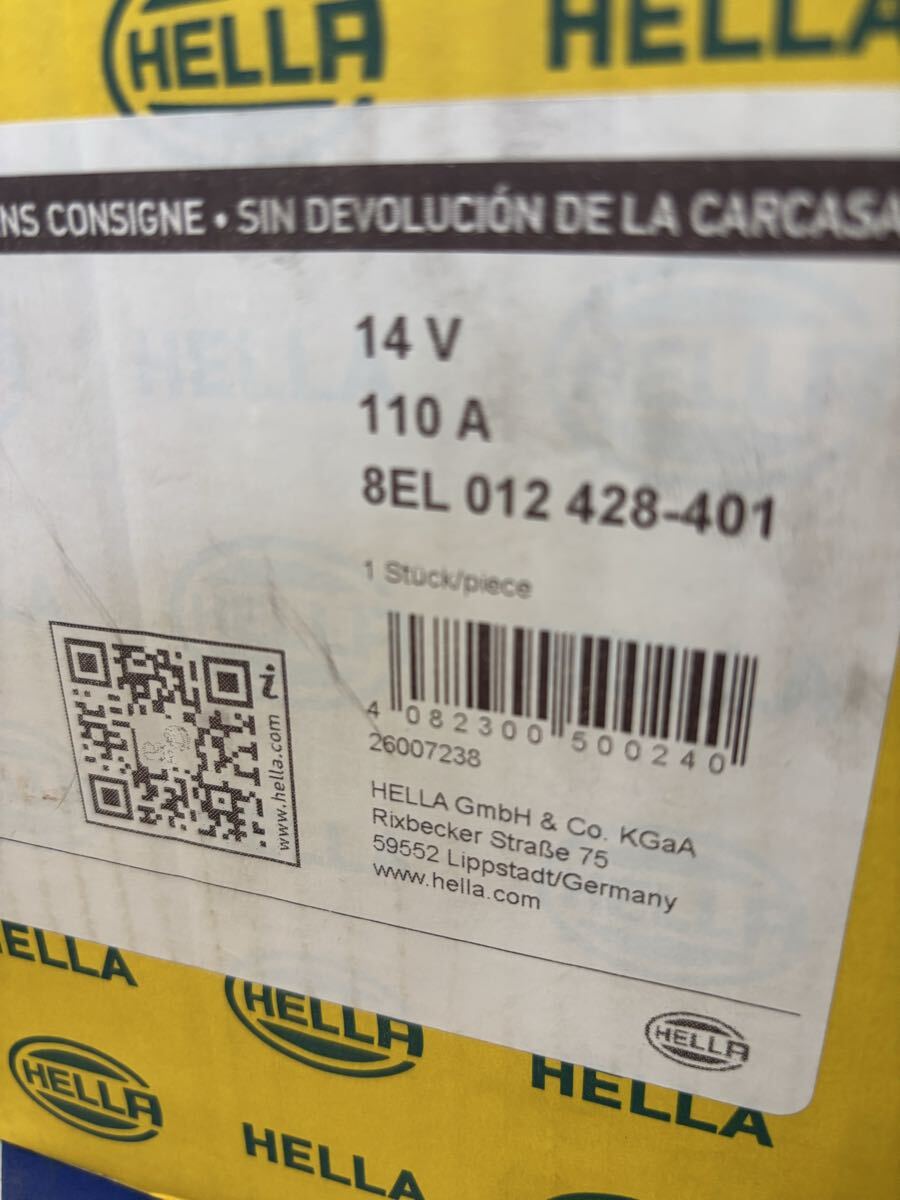 HELLA
HELLA
NS CONSIGNE • SIN DEVOLUCIÓN DE LA CARCASA
14 V
110 A
8EL 012 428-401
1 Stück/piece
4 082300 500240
26007238
i
www.hella.com
HELLA GmbH & Co. KGaA
Rixbecker Straße 75
59552 Lippstadt/Germany
www.hella.com
HELLA
ELLA
HELLA
HELLA
HELLA
HELLA